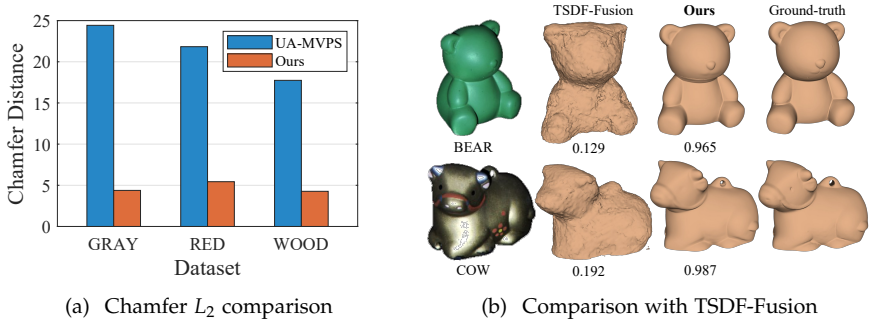 25
20
15
10
5
0
Chamfer Distance
UA-MVPS
Ours
GRAY RED WOOD
Dataset
(a) Chamfer L2 comparison
TSDF-Fusion Ours Ground-truth
BEAR 0.129 0.965
COW 0.192 0.987
(b) Comparison with TSDF-Fusion